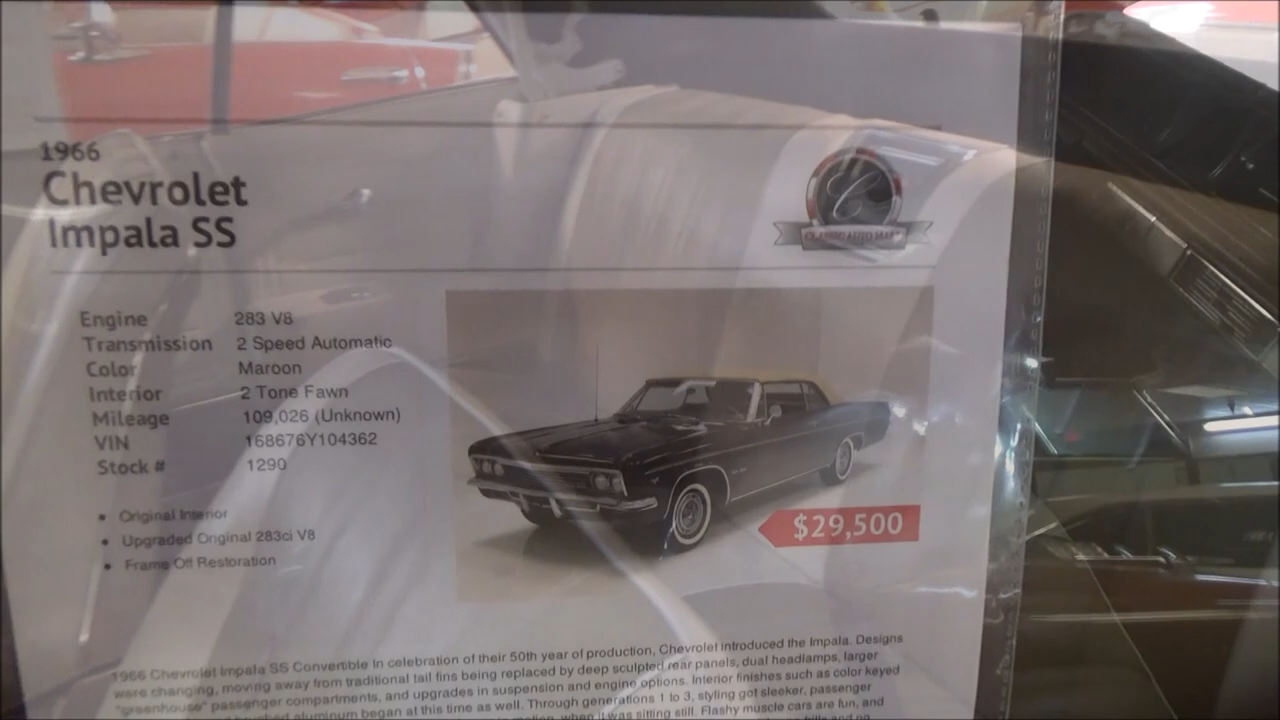 1966
Chevrolet
Impala SS
CLASSIC AUTO MALL
Engine 283 V8
Transmission 2 Speed Automatic
Color Maroon
Interior 2 Tone Fawn
Mileage 109,026 (Unknown)
VIN 168676Y104362
Stock # 1290
• Original Interior
• Upgraded Original 283ci V8
• Frame Off Restoration
$29,500
1966 Chevrolet Impala SS Convertible In celebration of their 50th year of production, Chevrolet introduced the Impala. Designs
were changing, moving away from traditional tail fins being replaced by deep sculpted rear panels, dual headlamps, larger
"greenhouse" passenger compartments, and upgrades in suspension and engine options. Interior finishes such as color keyed
brushed aluminum began at this time as well. Through generations 1 to 3, styling got sleeker, passenger
motion, when it was sitting still. Flashy muscle cars are fun, and